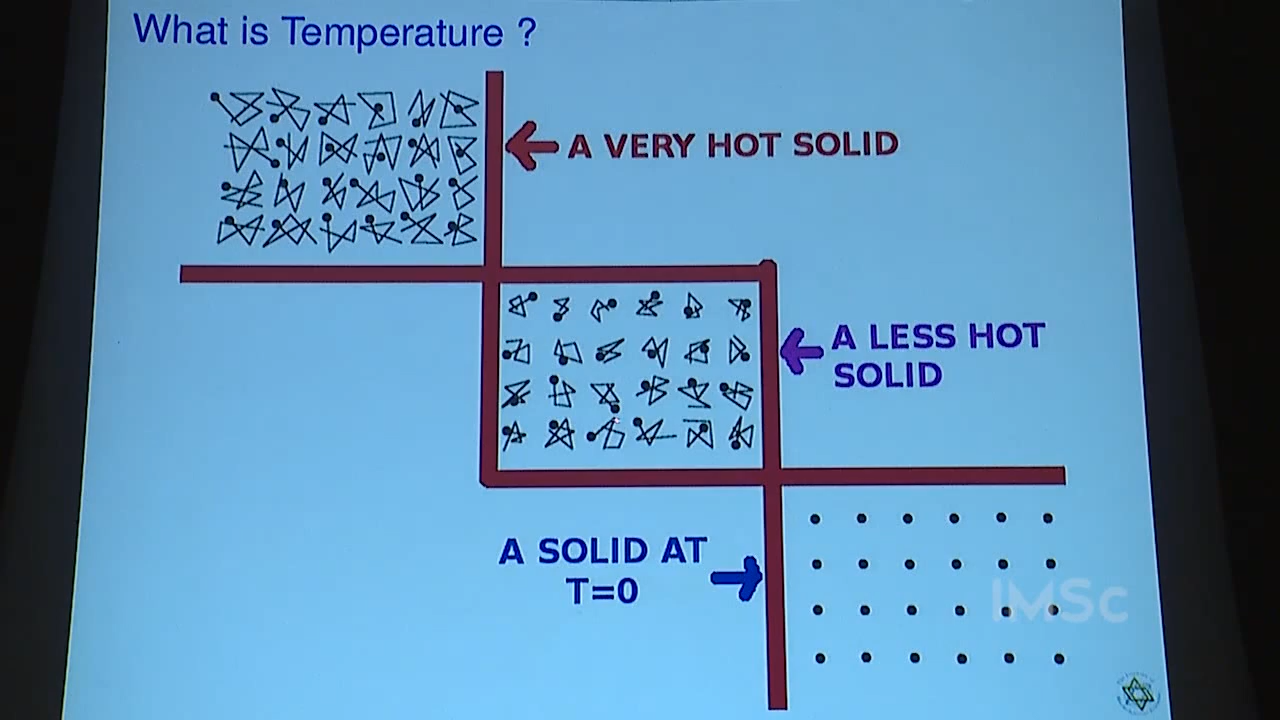 What is Temperature ?
A VERY HOT SOLID
A LESS HOT
SOLID
A SOLID AT
T=0
IMSc